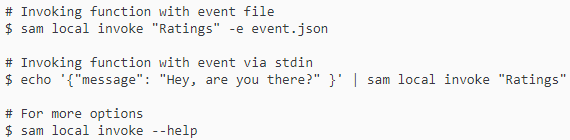 # Invoking function with event file
$ sam local invoke "Ratings" -e event.json
# Invoking function with event via stdin
$ echo '{"message": "Hey, are you there?" }' | sam local invoke "Ratings"
# For more options
$ sam local invoke --help